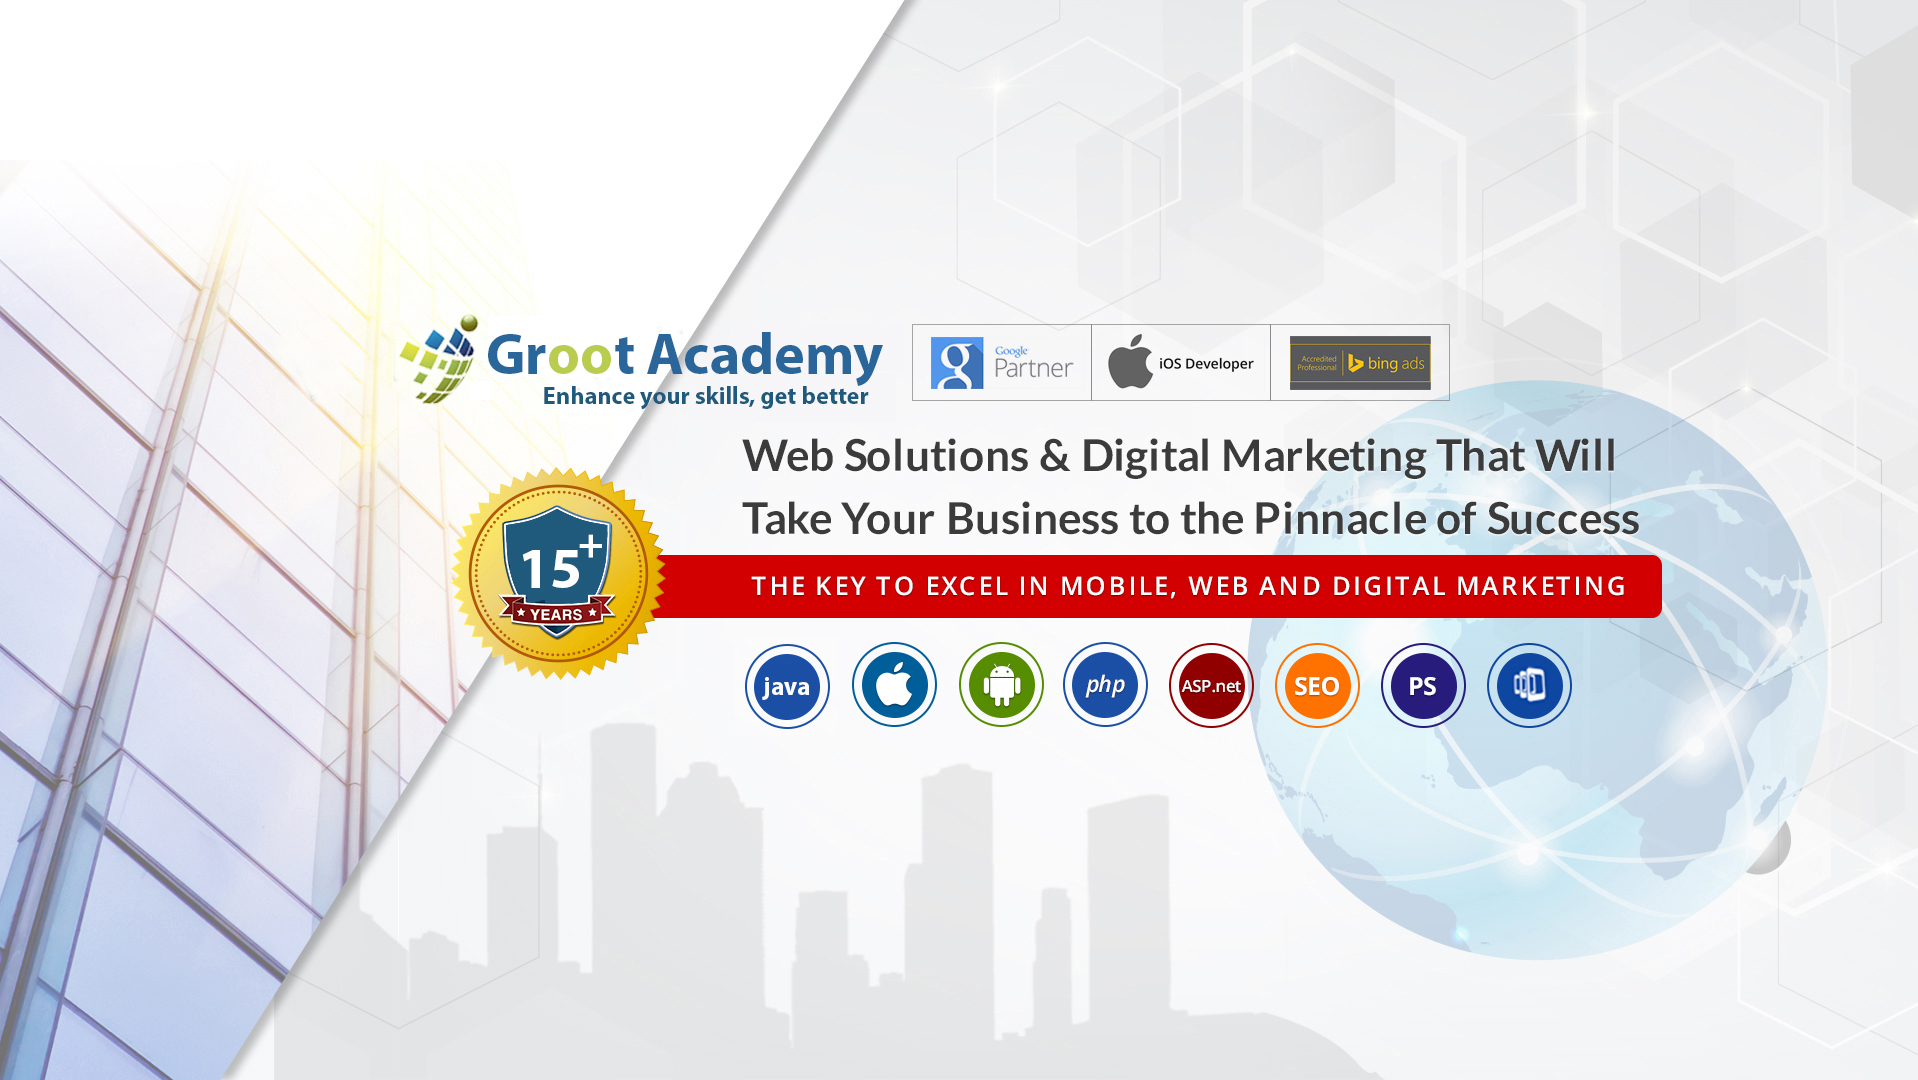 Groot Academy
Enhance your skills, get better
g
Google
Partner
iOS Developer
Accredited
Professional
bing ads
Web Solutions & Digital Marketing That Will
Take Your Business to the Pinnacle of Success
15+
YEARS
THE KEY TO EXCEL IN MOBILE, WEB AND DIGITAL MARKETING
java
php
ASP.net
SEO
PS